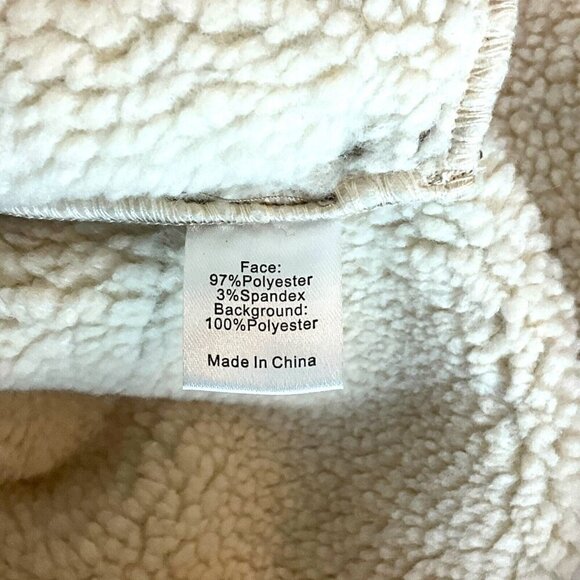 Face:
97%Polyester
3%Spandex
Background:
100%Polyester
Made In China